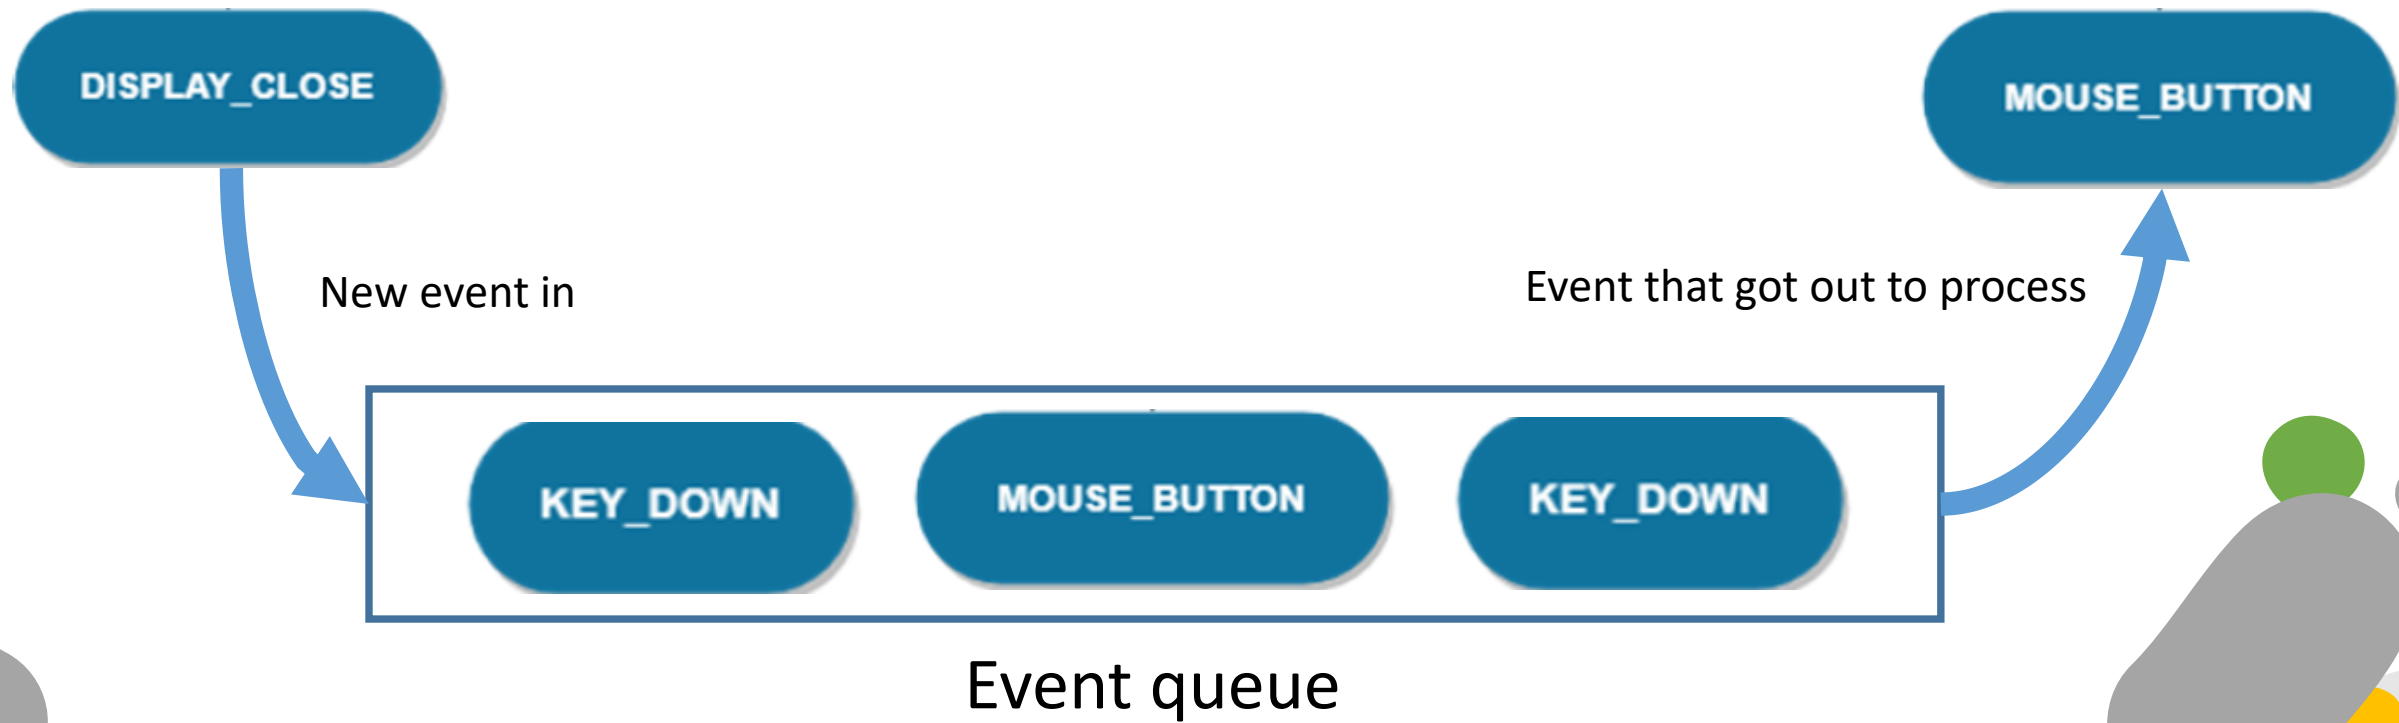 DISPLAY_CLOSE
MOUSE_BUTTON
New event in
Event that got out to process
KEY_DOWN
MOUSE_BUTTON
KEY_DOWN
Event queue